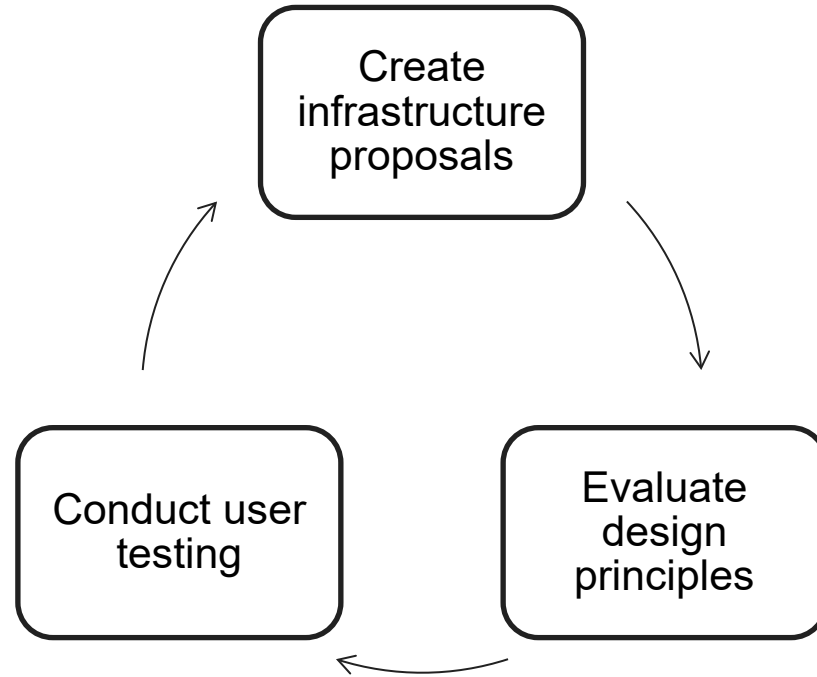 Create
infrastructure
proposals
Conduct user
testing
Evaluate
design
principles